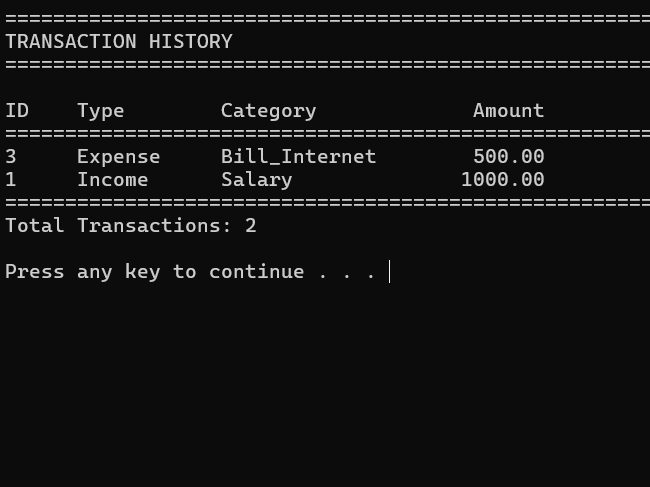 ======================================================
TRANSACTION HISTORY
======================================================
ID    Type        Category             Amount
======================================================
3     Expense     Bill_Internet        500.00
1     Income      Salary              1000.00
======================================================
Total Transactions: 2
Press any key to continue . . .